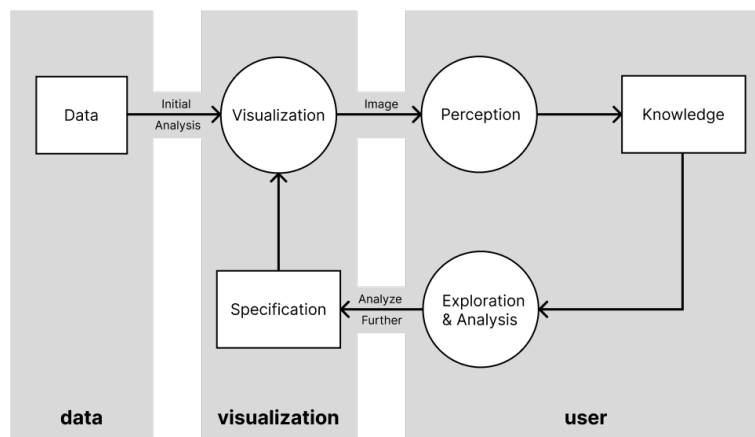 Data
Initial
Analysis
Visualization
Image
Perception
Knowledge
Specification
Analyze
Further
Exploration
& Analysis
data
visualization
user